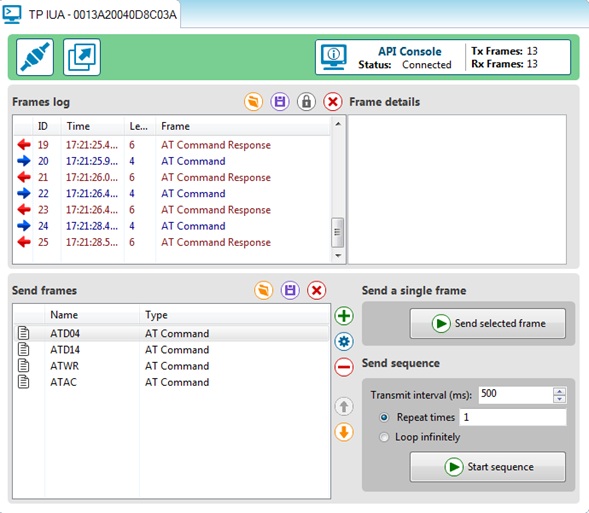 TP IUA - 0013A20040D8C03A
API Console
Status: Connected
Tx Frames: 13
Rx Frames: 13
Frames log
Frame details
ID Time Le... Frame
19 17:21:25.4... 6 AT Command Response
20 17:21:25.9... 4 AT Command
21 17:21:26.0... 6 AT Command Response
22 17:21:26.4... 4 AT Command
23 17:21:26.4... 6 AT Command Response
24 17:21:28.4... 4 AT Command
25 17:21:28.5... 6 AT Command Response
Send frames
Name Type
ATD04 AT Command
ATD14 AT Command
ATWR AT Command
ATAC AT Command
Send a single frame
Send selected frame
Send sequence
Transmit interval (ms): 500
Repeat times 1
Loop infinitely
Start sequence